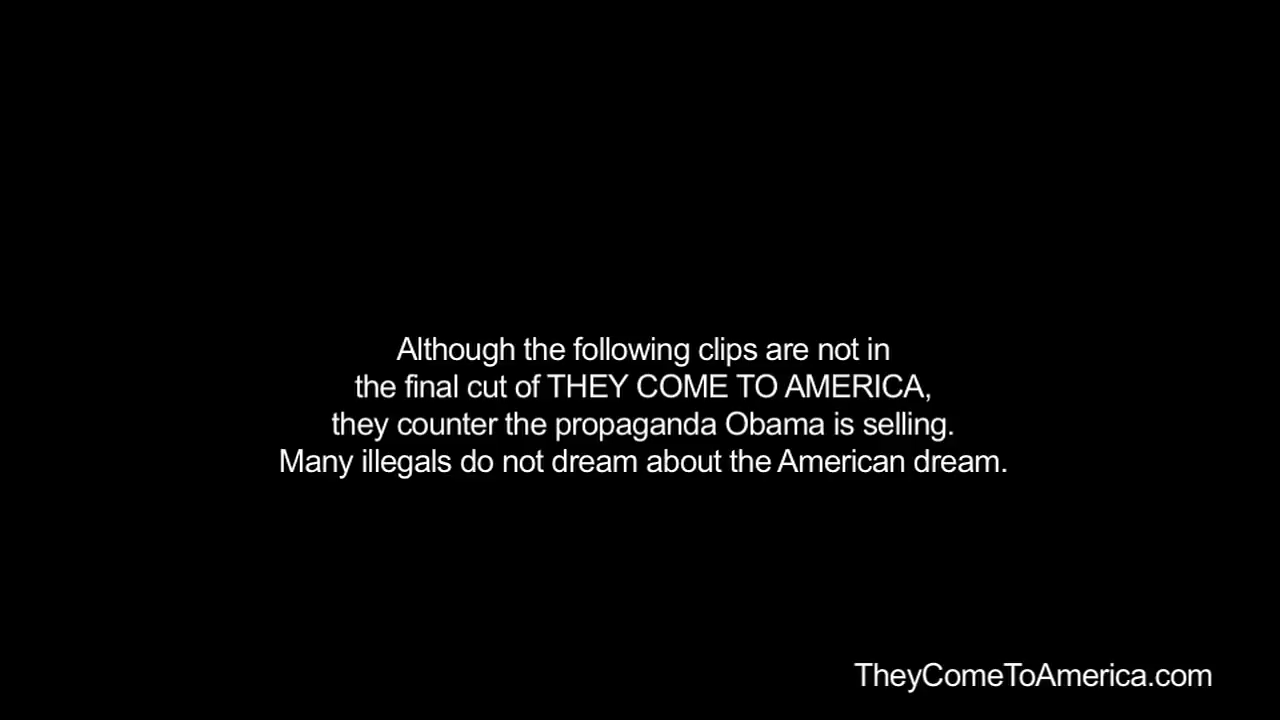 Although the following clips are not in
the final cut of THEY COME TO AMERICA,
they counter the propaganda Obama is selling.
Many illegals do not dream about the American dream.
TheyComeToAmerica.com